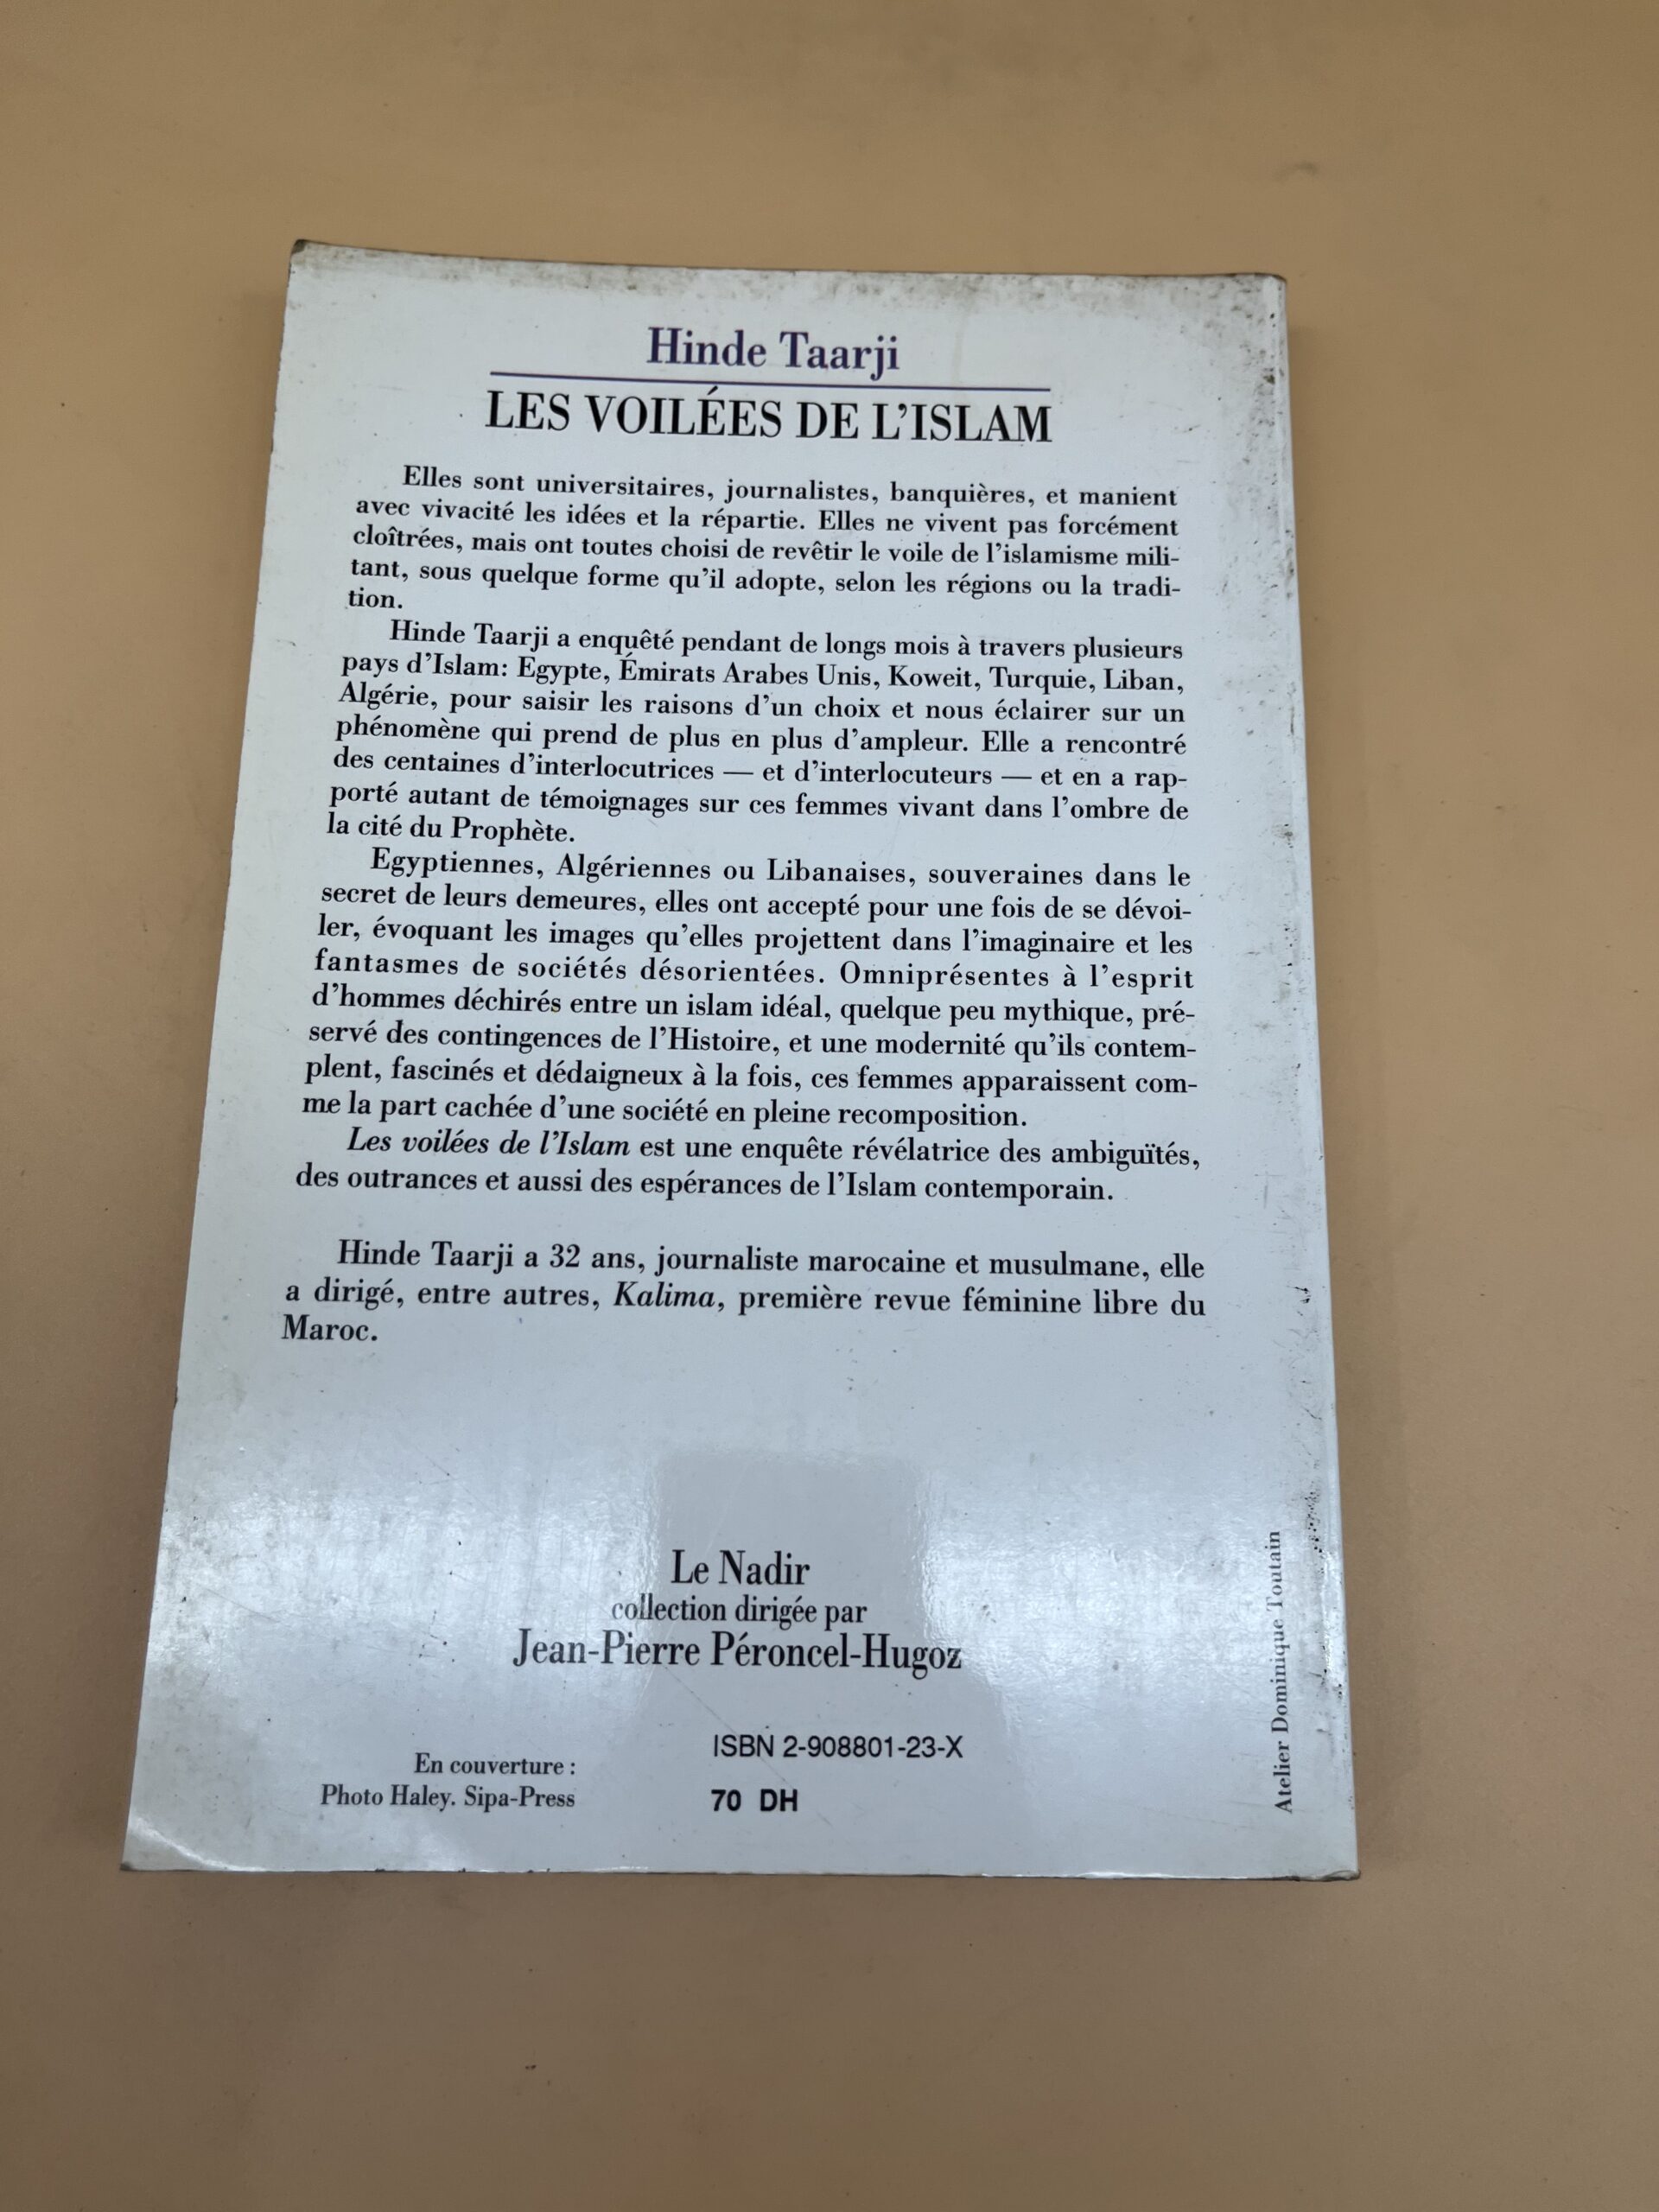 Hinde Taarji
LES VOILÉES DE L'ISLAM
Elles sont universitaires, journalistes, banquières, et manient
avec vivacité les idées et la répartie. Elles ne vivent pas forcément
cloîtrées, mais ont toutes choisi de revêtir le voile de l'islamisme mili-
tant, sous quelque forme qu'il adopte, selon les régions ou la tradi-
tion.
Hinde Taarji a enquêté pendant de longs mois à travers plusieurs
pays d'Islam: Egypte, Émirats Arabes Unis, Koweit, Turquie, Liban,
Algérie, pour saisir les raisons d'un choix et nous éclairer sur un
phénomène qui prend de plus en plus d'ampleur. Elle a rencontré
des centaines d'interlocutrices — et d'interlocuteurs — et en a rap-
porté autant de témoignages sur ces femmes vivant dans l'ombre de
la cité du Prophète.
Egyptiennes, Algériennes ou Libanaises, souveraines dans le
secret de leurs demeures, elles ont accepté pour une fois de se dévoi-
ler, évoquant les images qu'elles projettent dans l'imaginaire et les
fantasmes de sociétés désorientées. Omniprésentes à l'esprit
d'hommes déchirés entre un islam idéal, quelque peu mythique, pré-
servé des contingences de l'Histoire, et une modernité qu'ils contem-
plent, fascinés et dédaigneux à la fois, ces femmes apparaissent com-
me la part cachée d'une société en pleine recomposition.
Les voilées de l'Islam est une enquête révélatrice des ambiguïtés,
des outrances et aussi des espérances de l'Islam contemporain.
Hinde Taarji a 32 ans, journaliste marocaine et musulmane, elle
a dirigé, entre autres, Kalima, première revue féminine libre du
Maroc.
Le Nadir
collection dirigée par
Jean-Pierre Péroncel-Hugoz
En couverture :
Photo Haley. Sipa-Press
ISBN 2-908801-23-X
70 DH
Atelier Dominique Toutain